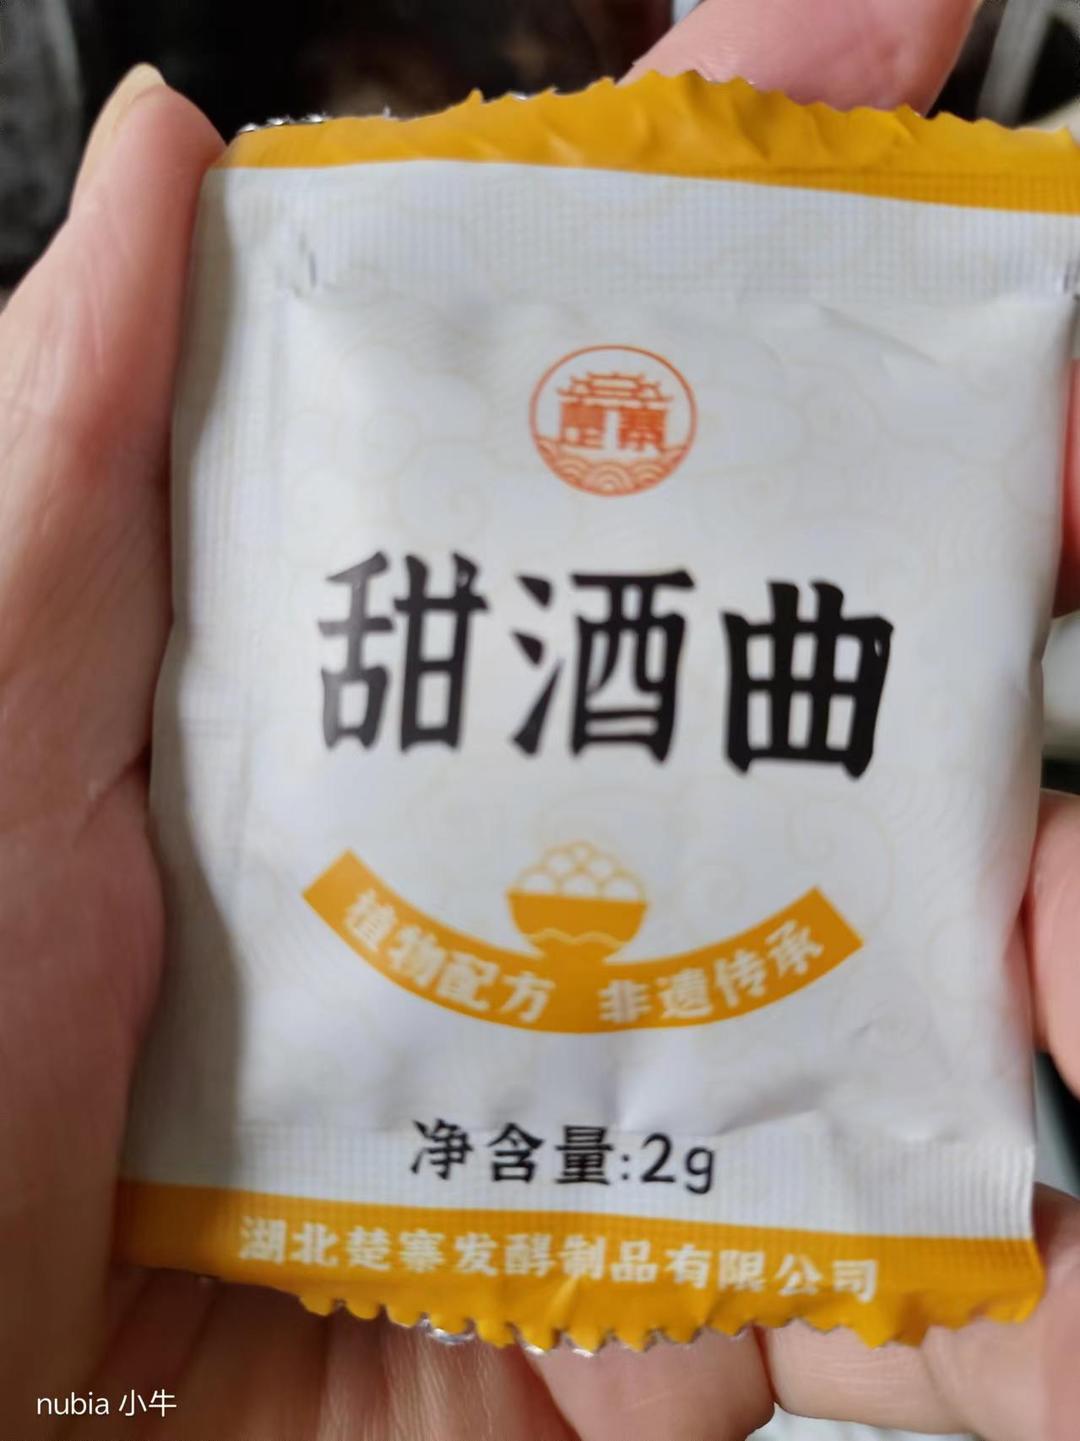 楚寨
甜酒曲
植物配方 非遗传承
净含量:2g
湖北楚寨发酵制品有限公司
nubia 小牛